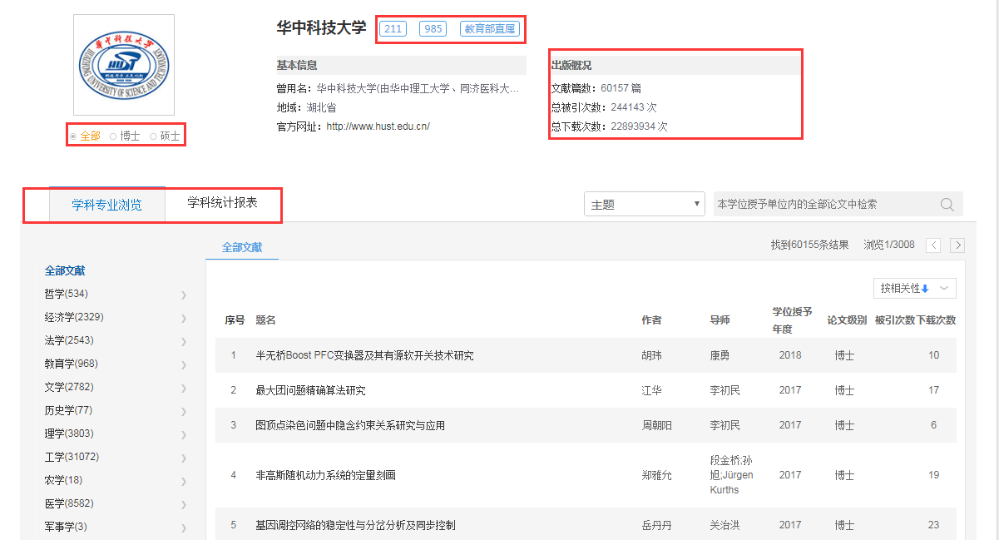 华中科技大学 211 985 教育部直属
华中科技大学
HUST
HUAZHONG UNIVERSITY OF SCIENCE AND TECHNOLOGY
全部 博士 硕士
基本信息
曾用名：华中科技大学(由华中理工大学、同济医科大…
地域：湖北省
官方网址：http://www.hust.edu.cn/
出版概况
文献篇数：60157 篇
总被引次数：244143 次
总下载次数：22893934 次
学科专业浏览 学科统计报表
主题 本学位授予单位内的全部论文中检索
全部文献 找到60155条结果 浏览1/3008
全部文献
哲学(534)
经济学(2329)
法学(2543)
教育学(968)
文学(2782)
历史学(77)
理学(3803)
工学(31072)
农学(18)
医学(8582)
军事学(3)
按相关性
序号 题名 作者 导师 学位授予年度 论文级别 被引次数 下载次数
1 半无桥Boost PFC变换器及其有源软开关技术研究 胡玮 康勇 2018 博士 10
2 最大团问题精确算法研究 江华 李初民 2017 博士 17
3 图顶点染色问题中隐含约束关系研究与应用 周朝阳 李初民 2017 博士 6
4 非高斯随机动力系统的定量刻画 郑雅允 段金桥;孙旭;Jürgen Kurths 2017 博士 19
5 基因调控网络的稳定性与分岔分析及同步控制 岳丹丹 关治洪 2017 博士 23